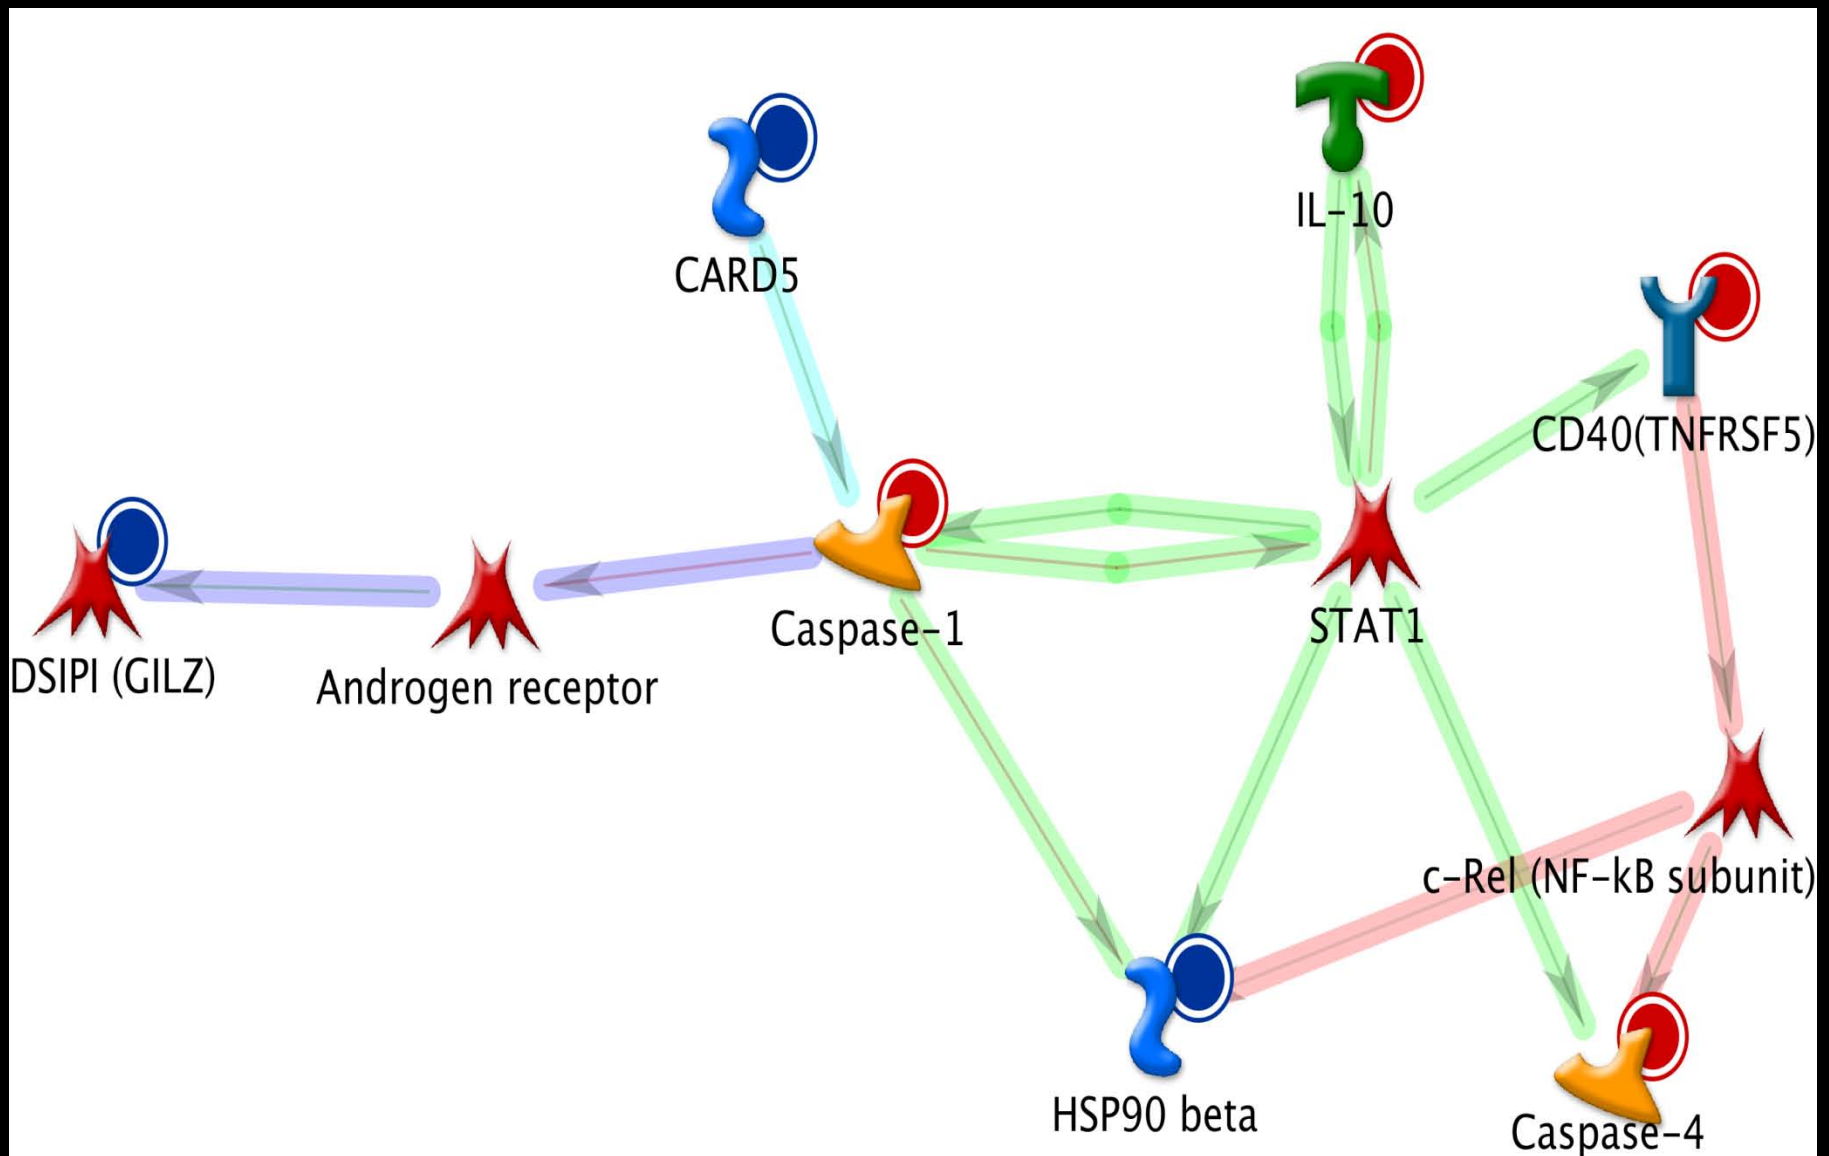 IL-10
CARD5
CD40(TNFRSF5)
Caspase-1
STAT1
DSIPI (GILZ)
Androgen receptor
c-Rel (NF-kB subunit)
HSP90 beta
Caspase-4